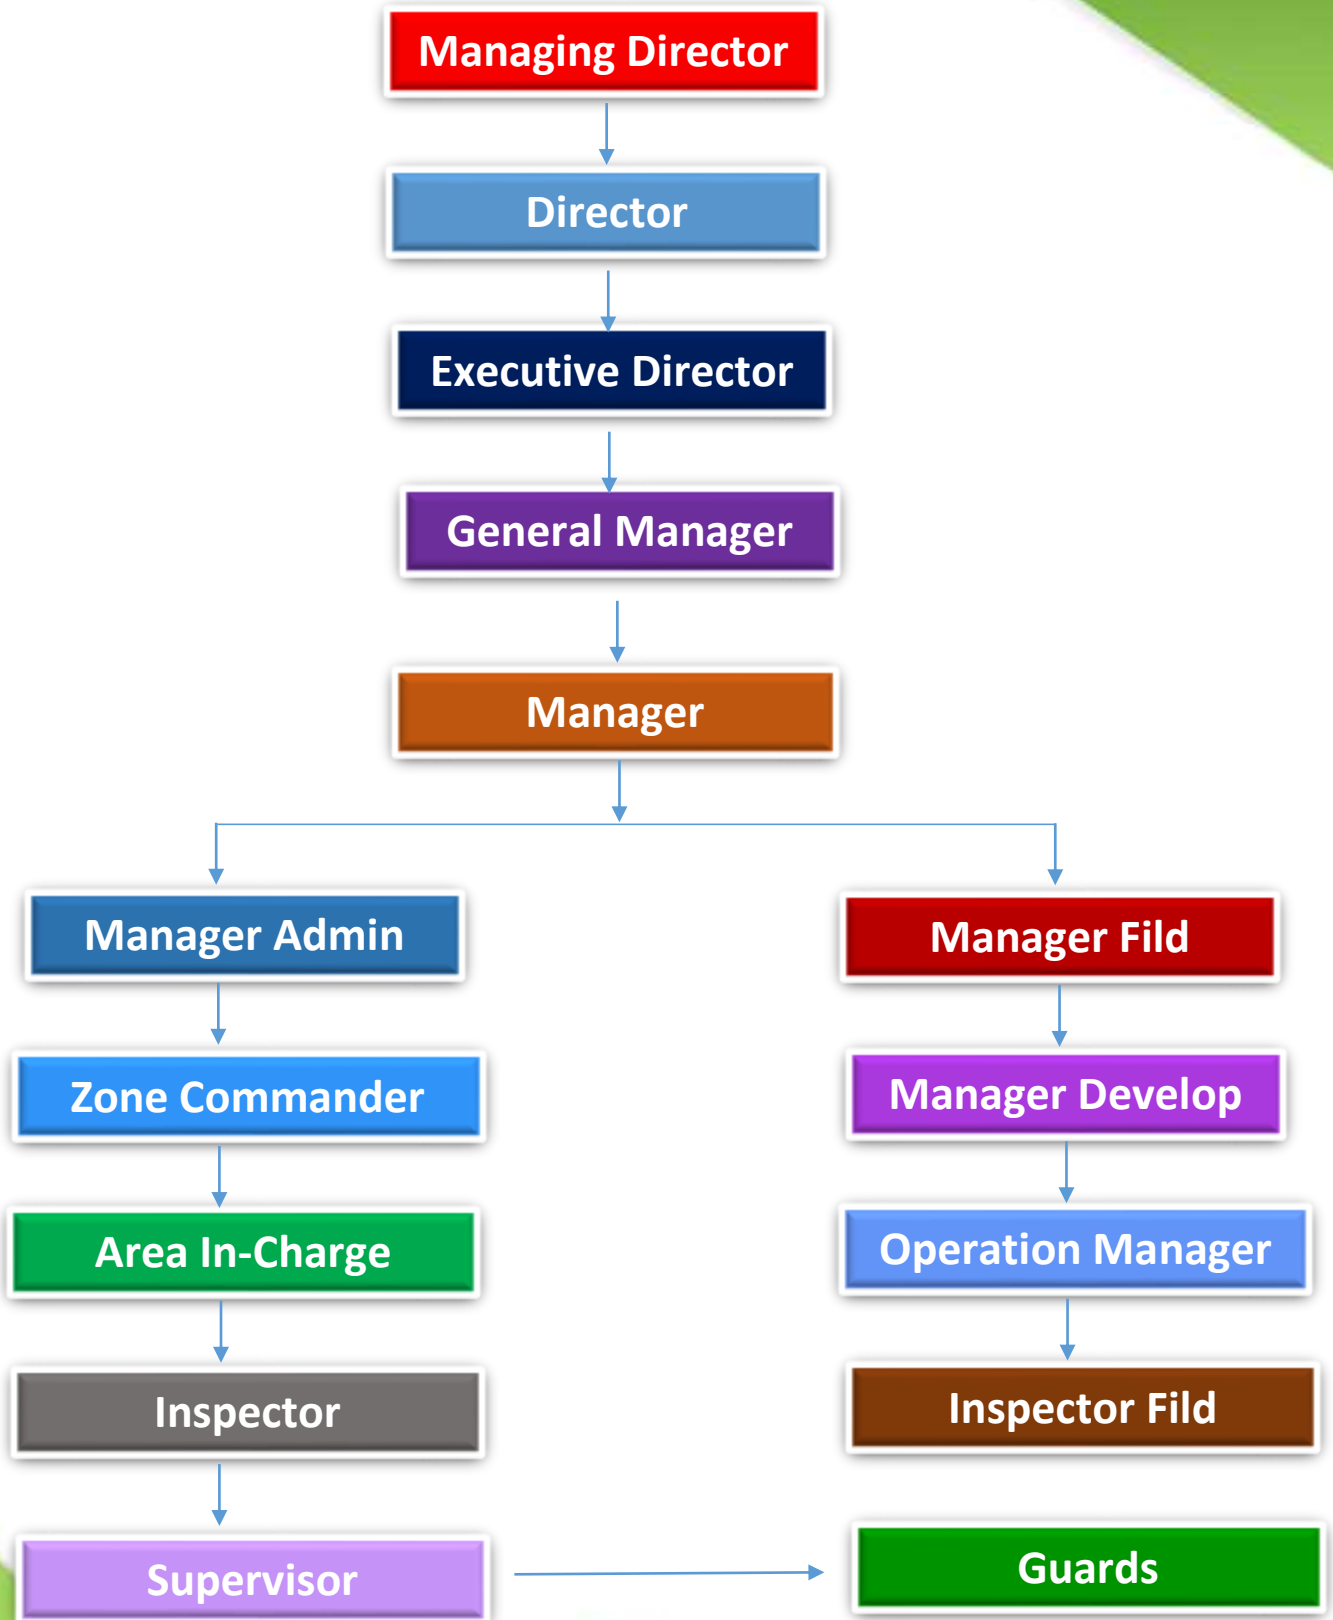 Managing Director
Director
Executive Director
General Manager
Manager
Manager Admin
Manager Fild
Zone Commander
Manager Develop
Area In-Charge
Operation Manager
Inspector
Inspector Fild
Supervisor
Guards